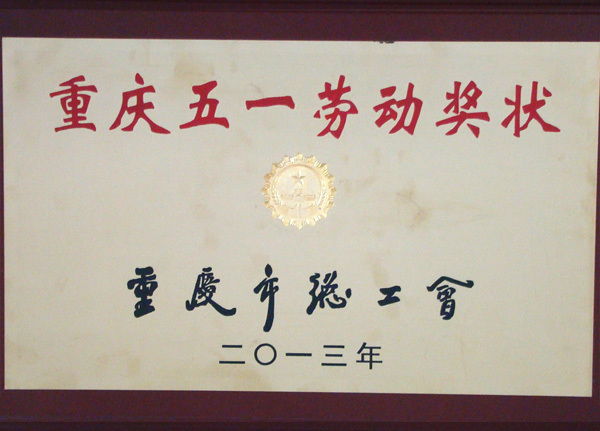 重庆五一劳动奖状
重慶市總工會
二〇一三年